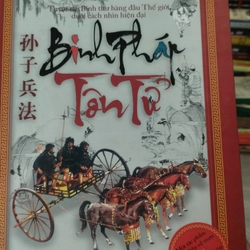 Tuyệt tác Binh thư hàng đầu Thế giới
dưới cách nhìn hiện đại
孙子兵法
Binh Pháp
Tôn Tử